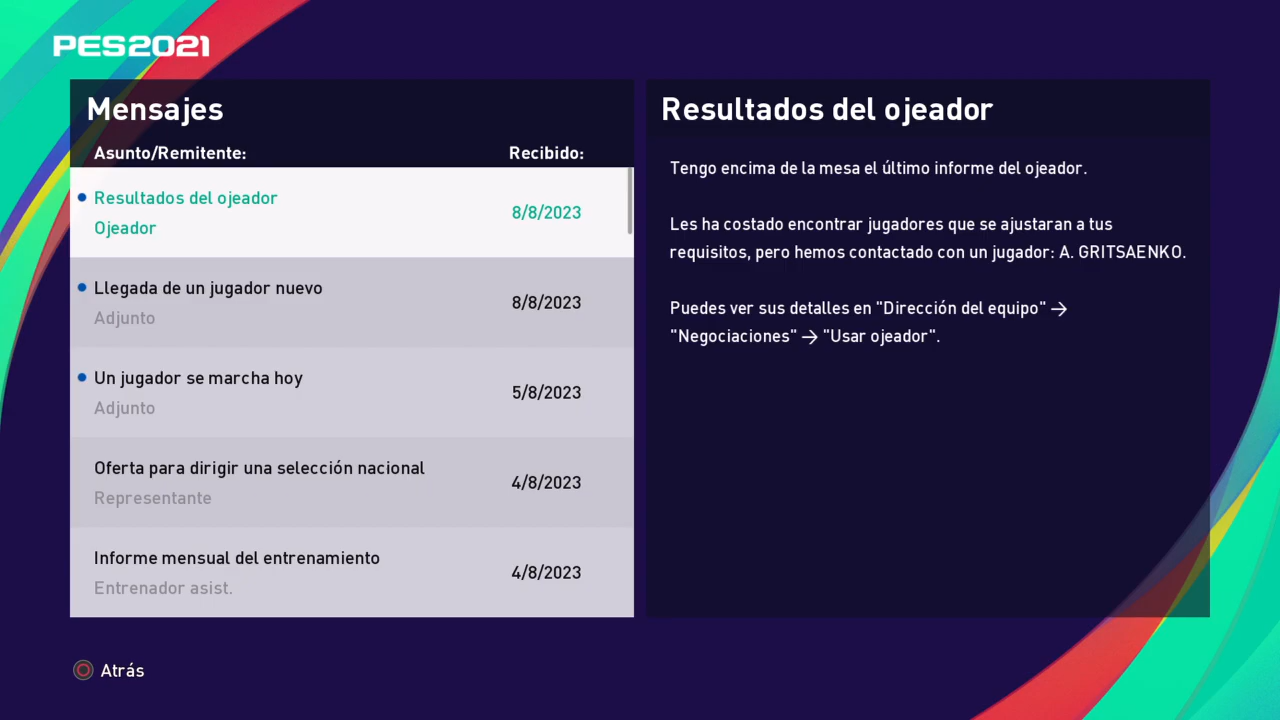 PES2021
Mensajes
Asunto/Remitente: Recibido:
Resultados del ojeador
Ojeador
8/8/2023
Llegada de un jugador nuevo
Adjunto
8/8/2023
Un jugador se marcha hoy
Adjunto
5/8/2023
Oferta para dirigir una selección nacional
Representante
4/8/2023
Informe mensual del entrenamiento
Entrenador asist.
4/8/2023
Resultados del ojeador
Tengo encima de la mesa el último informe del ojeador.
Les ha costado encontrar jugadores que se ajustaran a tus
requisitos, pero hemos contactado con un jugador: A. GRITSAENKO.
Puedes ver sus detalles en "Dirección del equipo" →
"Negociaciones" → "Usar ojeador".
Atrás